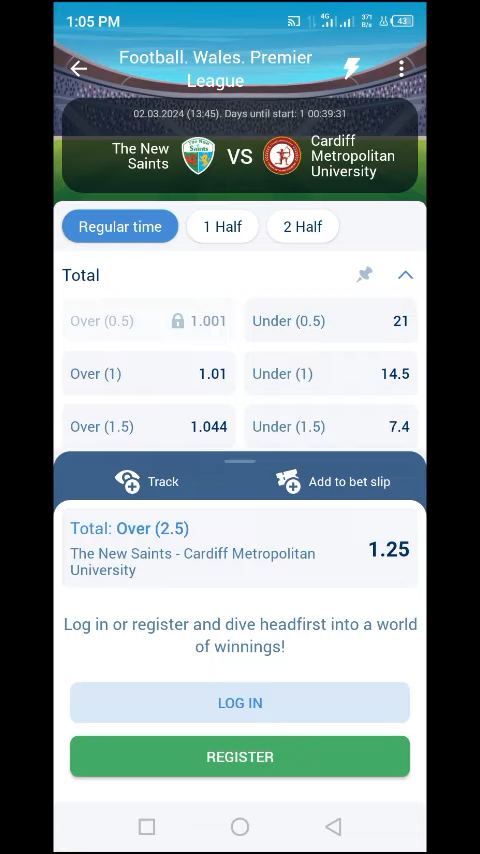 1:05 PM
4G
371 B/s
43
Football. Wales. Premier
League
02.03.2024 (13:45). Days until start: 1 00:39:31
The New
Saints
VS
Cardiff
Metropolitan
University
Regular time
1 Half
2 Half
Total
Over (0.5) 1.001
Under (0.5) 21
Over (1) 1.01
Under (1) 14.5
Over (1.5) 1.044
Under (1.5) 7.4
Track
Add to bet slip
Total: Over (2.5)
The New Saints - Cardiff Metropolitan
University
1.25
Log in or register and dive headfirst into a world
of winnings!
LOG IN
REGISTER